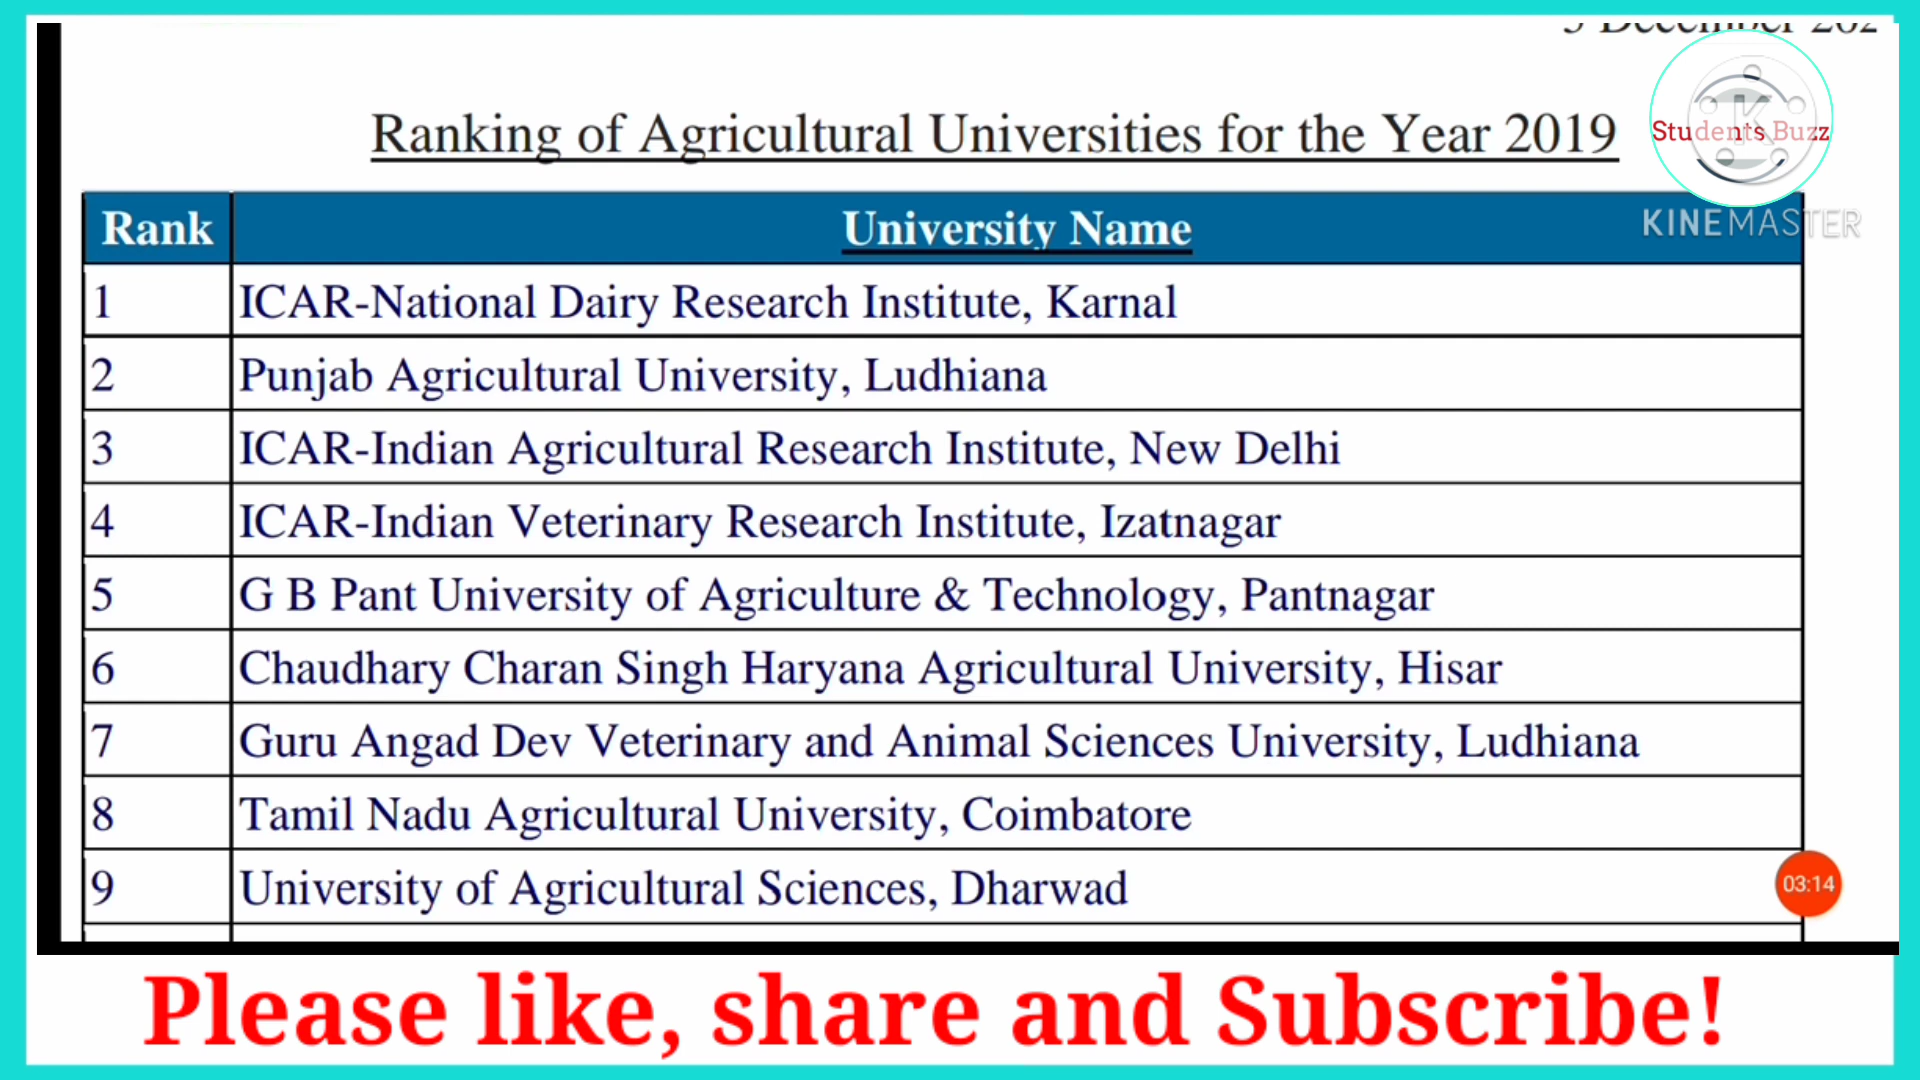 Ranking of Agricultural Universities for the Year 2019
Students Buzz
KINEMASTER
Rank University Name
1 ICAR-National Dairy Research Institute, Karnal
2 Punjab Agricultural University, Ludhiana
3 ICAR-Indian Agricultural Research Institute, New Delhi
4 ICAR-Indian Veterinary Research Institute, Izatnagar
5 G B Pant University of Agriculture & Technology, Pantnagar
6 Chaudhary Charan Singh Haryana Agricultural University, Hisar
7 Guru Angad Dev Veterinary and Animal Sciences University, Ludhiana
8 Tamil Nadu Agricultural University, Coimbatore
9 University of Agricultural Sciences, Dharwad
03:14
Please like, share and Subscribe!